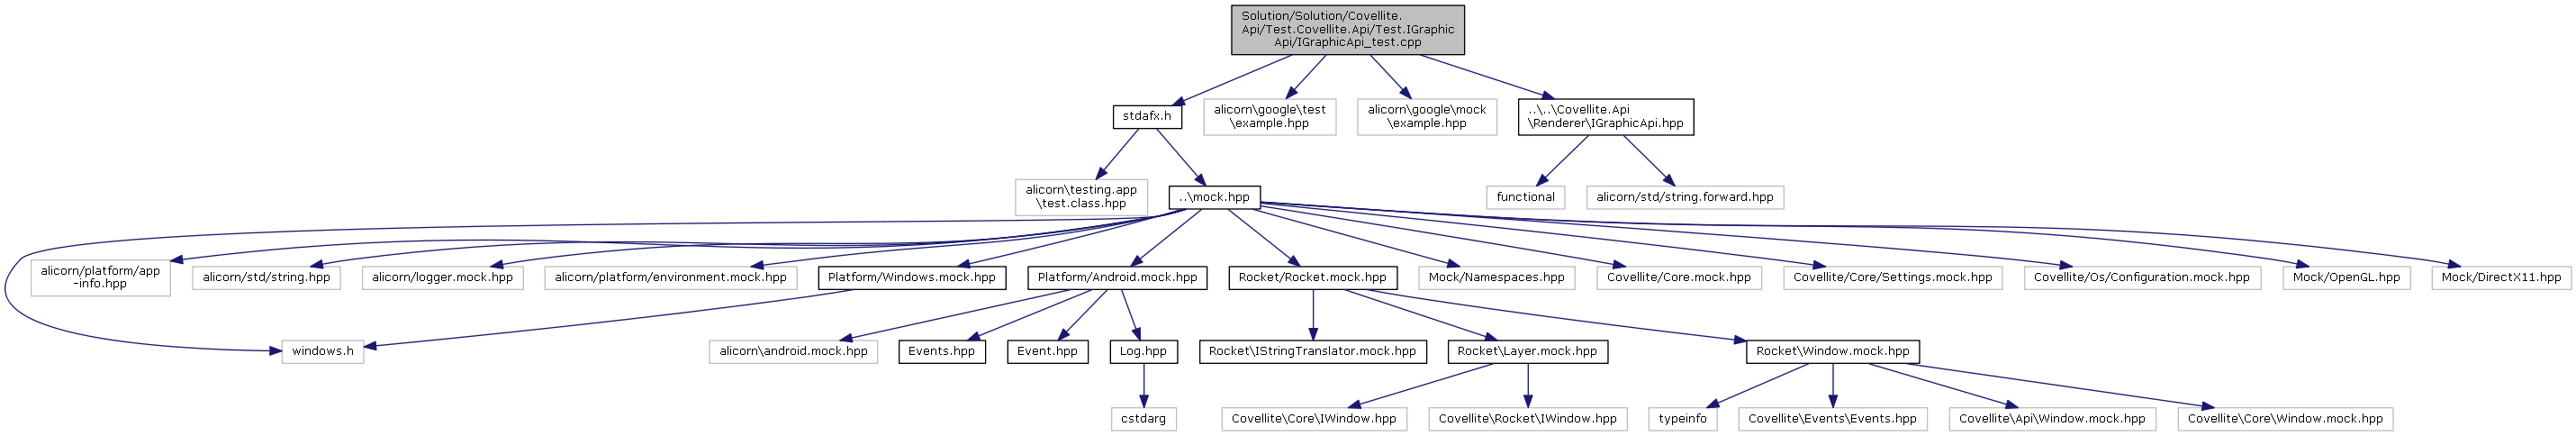 Solution/Solution/Covellite.
Api/Test.Covellite.Api/Test.IGraphic
Api/IGraphicApi_test.cpp
stdafx.h
alicorn\google\test
\example.hpp
alicorn\google\mock
\example.hpp
..\..\Covellite.Api
\Renderer\IGraphicApi.hpp
alicorn\testing.app
\test.class.hpp
..\mock.hpp
functional
alicorn/std/string.forward.hpp
alicorn/platform/app
-info.hpp
alicorn/std/string.hpp
alicorn/logger.mock.hpp
alicorn/platform/environment.mock.hpp
Platform/Windows.mock.hpp
Platform/Android.mock.hpp
Rocket/Rocket.mock.hpp
Mock/Namespaces.hpp
Covellite/Core.mock.hpp
Covellite/Core/Settings.mock.hpp
Covellite/Os/Configuration.mock.hpp
Mock/OpenGL.hpp
Mock/DirectX11.hpp
windows.h
alicorn\android.mock.hpp
Events.hpp
Event.hpp
Log.hpp
Rocket\IStringTranslator.mock.hpp
Rocket\Layer.mock.hpp
Rocket\Window.mock.hpp
cstdarg
Covellite\Core\IWindow.hpp
Covellite\Rocket\IWindow.hpp
typeinfo
Covellite\Events\Events.hpp
Covellite\Api\Window.mock.hpp
Covellite\Core\Window.mock.hpp